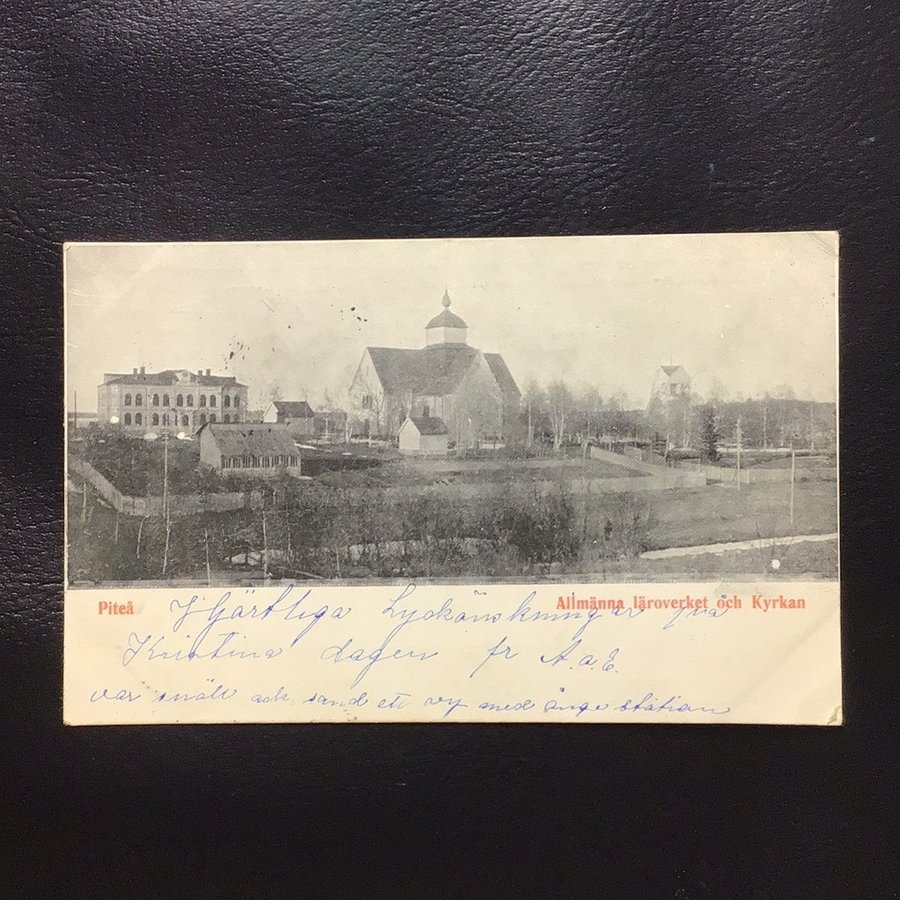 Piteå
Allmänna läroverket och Kyrkan
Hjärtliga Lyckönskningar på
Kristina dagen fr A.a.E.
var snäll ock sänd ett vy med ånge station